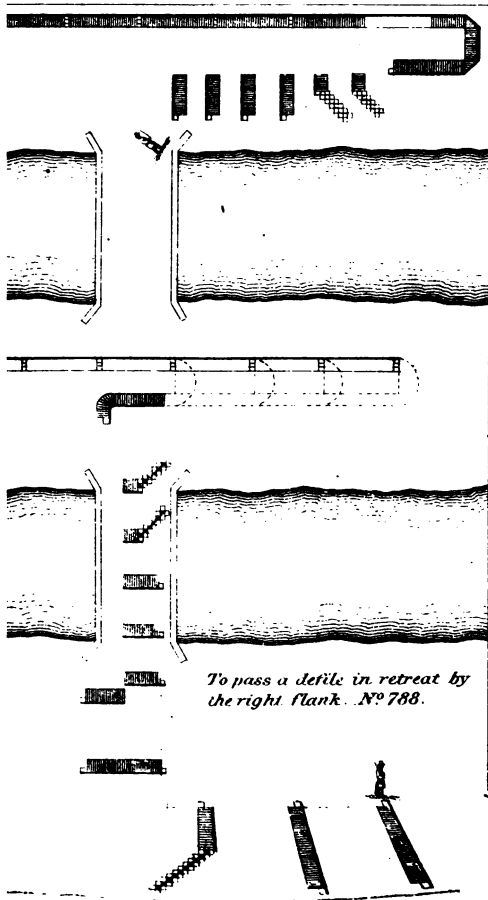 To pass a defile in retreat by
the right flank. Nº 788.